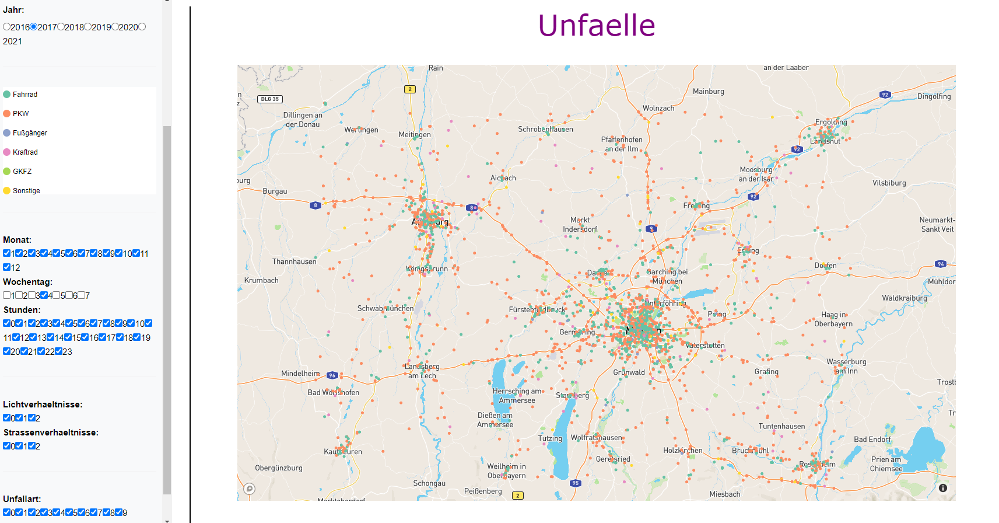 Jahr:
2016 2017 2018 2019 2020
2021
Fahrrad
PKW
Fußgänger
Kraftrad
GKFZ
Sonstige
Monat:
1 2 3 4 5 6 7 8 9 10 11
12
Wochentag:
1 2 3 4 5 6 7
Stunden:
0 1 2 3 4 5 6 7 8 9 10
11 12 13 14 15 16 17 18 19
20 21 22 23
Lichtverhaeltnisse:
0 1 2
Strassenverhaeltnisse:
0 1 2
Unfallart:
0 1 2 3 4 5 6 7 8 9
Unfaelle
Rain
an der Laaber
2
Mainburg
92
Dingolfing
DLG 35
Dillingen an
der Donau
Wolnzach
Wertingen
Meitingen
Schrobenhausen
Ergolding
Landshut
Pfaffenhofen
an der Ilm
92
Moosburg
an der Isar
Aichach
Vilsburg
Burgau
8
8
92
Freising
Augsburg
Markt
Indersdorf
9
Neumarkt-
Sankt Veit
Erding
Thannhausen
Königsbrunn
Dachau
Garching bei
München
Dorfen
94
Krumbach
Mühldor
Schwabmünchen
Fürstenfeldbruck
Unterföhring
Waldkraiburg
Poing
Haag in
Oberbayern
Germering
München
Vaterstetten
Mindelheim
96
Landsberg
am Lech
Grünwald
Grafing
Wasserburg
am Inn
Bad Wörishofen
Herrsching am
Ammersee
Starnberg
Trostb
Dießen am
Ammersee
Tuntenhausen
Tutzing
Wolfratshausen
Bad Endorf
Kaufbeuren
Geretsried
Holzkirchen
Bruckmühl
Rosenheim
Prien am
Chiemsee
Obergünzburg
Weilheim in
Oberbayern
Schongau
Peißenberg
2
95
Miesbach